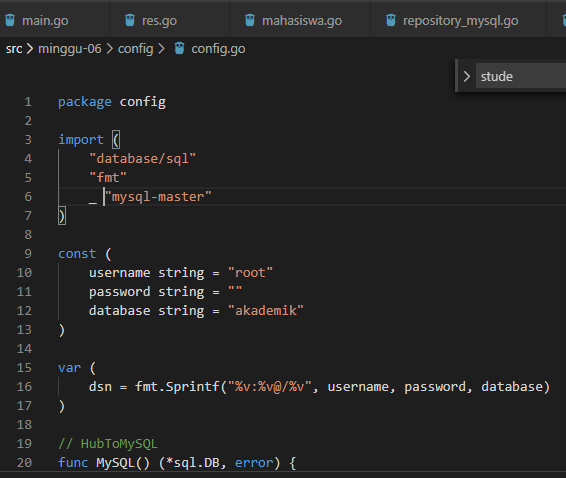 main.go res.go mahasiswa.go repository_mysql.go
src > minggu-06 > config > config.go
stude
1 package config
2
3 import (
4 "database/sql"
5 "fmt"
6 _ "mysql-master"
7 )
8
9 const (
10 username string = "root"
11 password string = ""
12 database string = "akademik"
13 )
14
15 var (
16 dsn = fmt.Sprintf("%v:%v@/%v", username, password, database)
17 )
18
19 // HubToMySQL
20 func MySQL() (*sql.DB, error) {